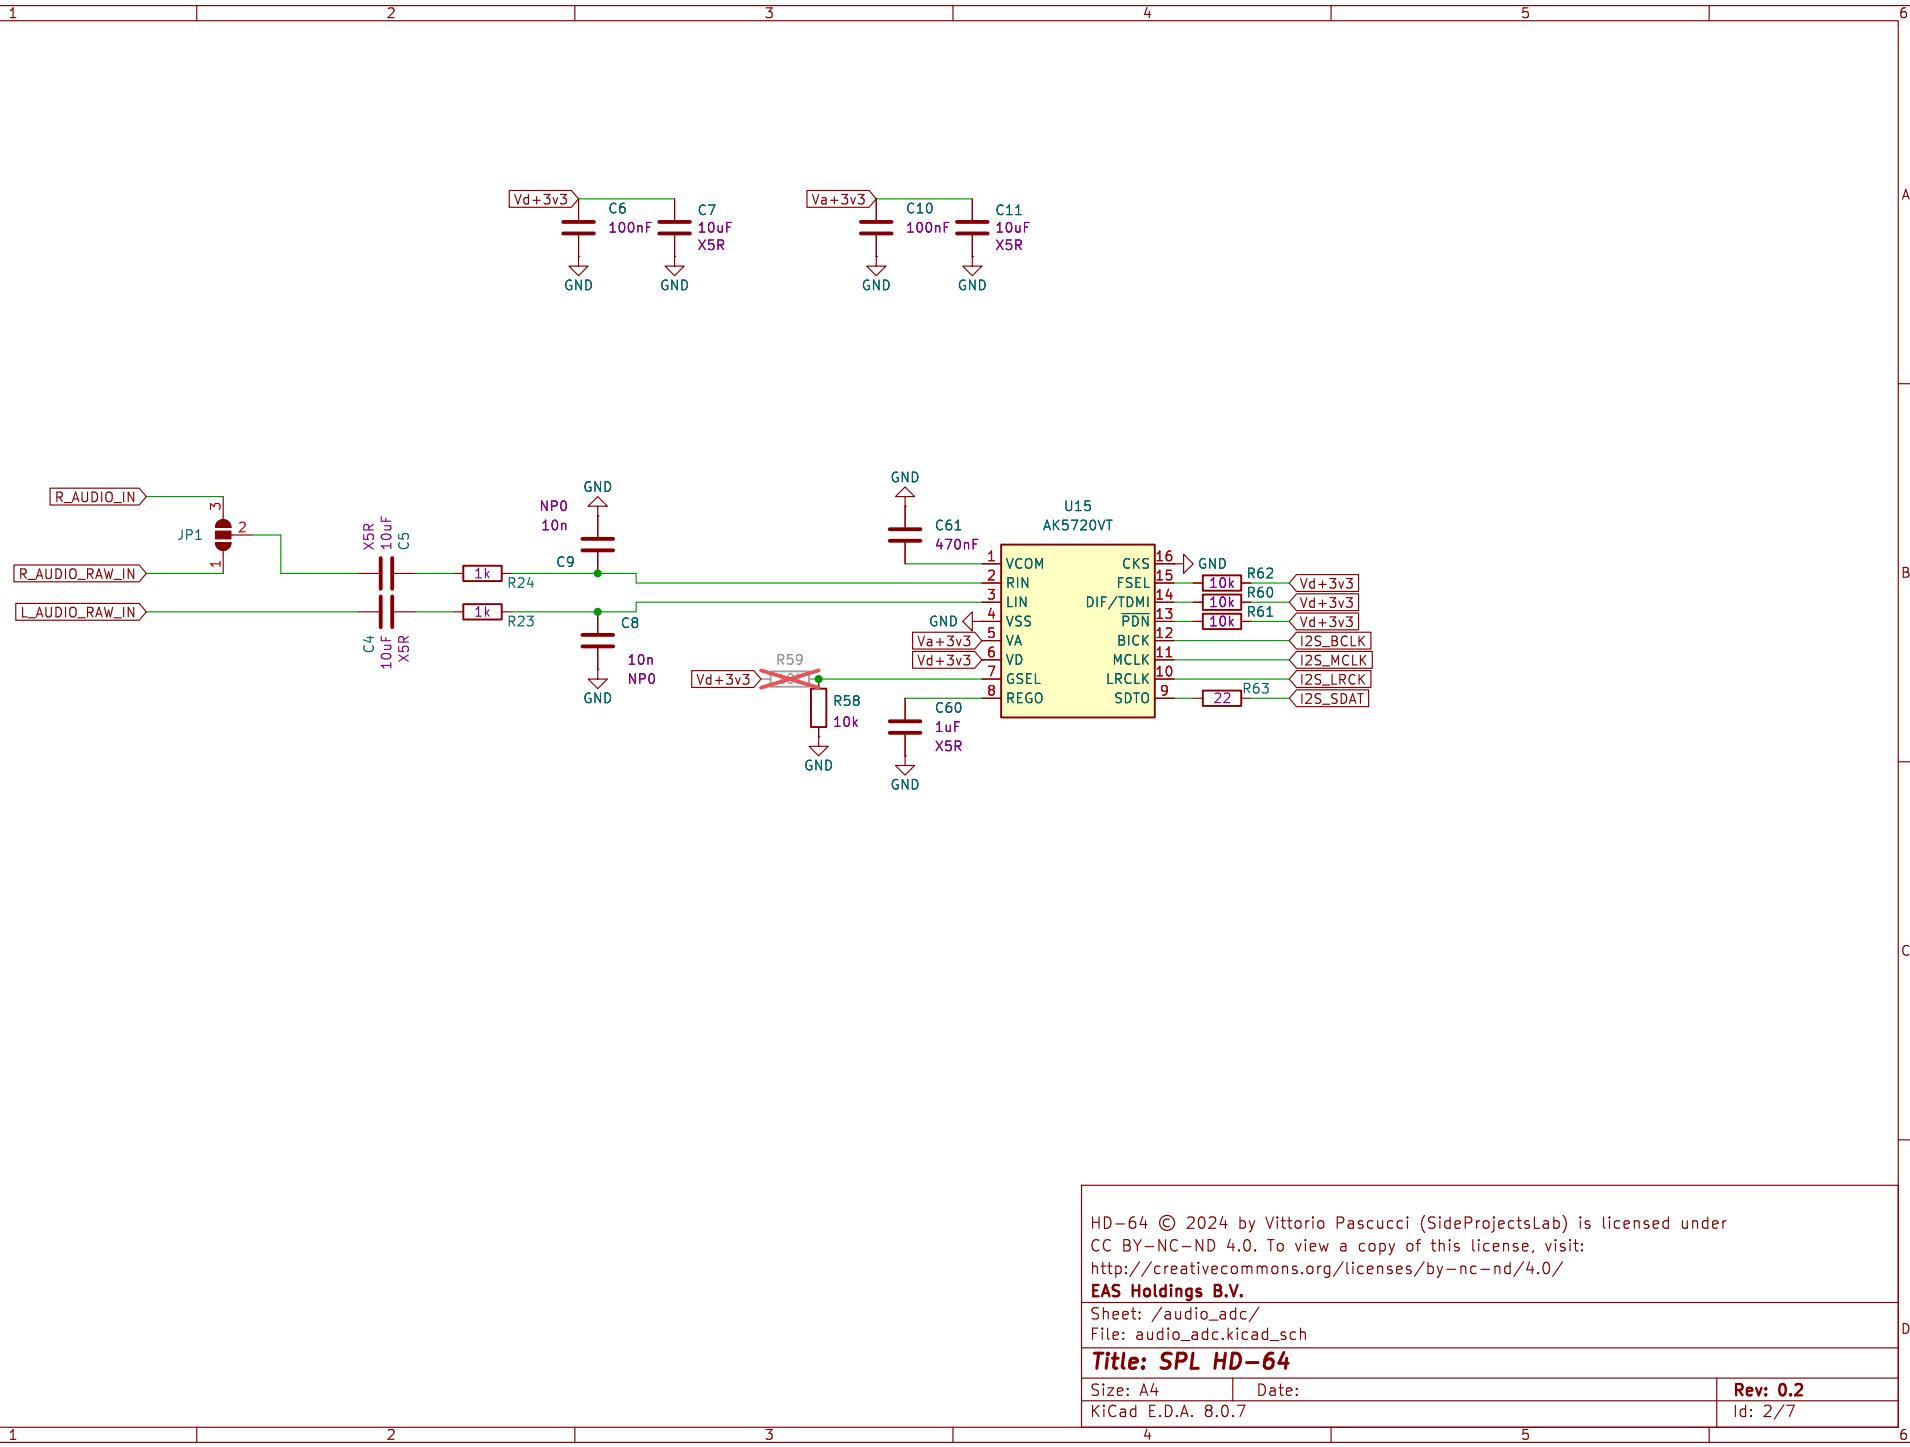 1 2 3 4 5 6
A
B
C
D
Vd+3v3
C6
100nF
GND
C7
10uF
X5R
GND
Va+3v3
C10
100nF
GND
C11
10uF
X5R
GND
R_AUDIO_IN
3
JP1
2
1
R_AUDIO_RAW_IN
L_AUDIO_RAW_IN
X5R
10uF
C5
C4
10uF
X5R
1k
R24
1k
R23
GND
NP0
10n
C9
C8
10n
NP0
GND
GND
C61
470nF
U15
AK5720VT
1 VCOM
2 RIN
3 LIN
GND 4 VSS
Va+3v3 5 VA
Vd+3v3 6 VD
7 GSEL
8 REGO
CKS 16 GND
FSEL 15 10k R62 Vd+3v3
DIF/TDMI 14 10k R60 Vd+3v3
PDN 13 10k R61 Vd+3v3
BICK 12 I2S_BCLK
MCLK 11 I2S_MCLK
LRCLK 10 I2S_LRCK
SDTO 9 22 R63 I2S_SDAT
R59
Vd+3v3
R58
10k
GND
C60
1uF
X5R
GND
HD-64 © 2024 by Vittorio Pascucci (SideProjectsLab) is licensed under
CC BY-NC-ND 4.0. To view a copy of this license, visit:
http://creativecommons.org/licenses/by-nc-nd/4.0/
EAS Holdings B.V.
Sheet: /audio_adc/
File: audio_adc.kicad_sch
Title: SPL HD-64
Size: A4 Date: Rev: 0.2
KiCad E.D.A. 8.0.7 Id: 2/7
1 2 3 4 5 6